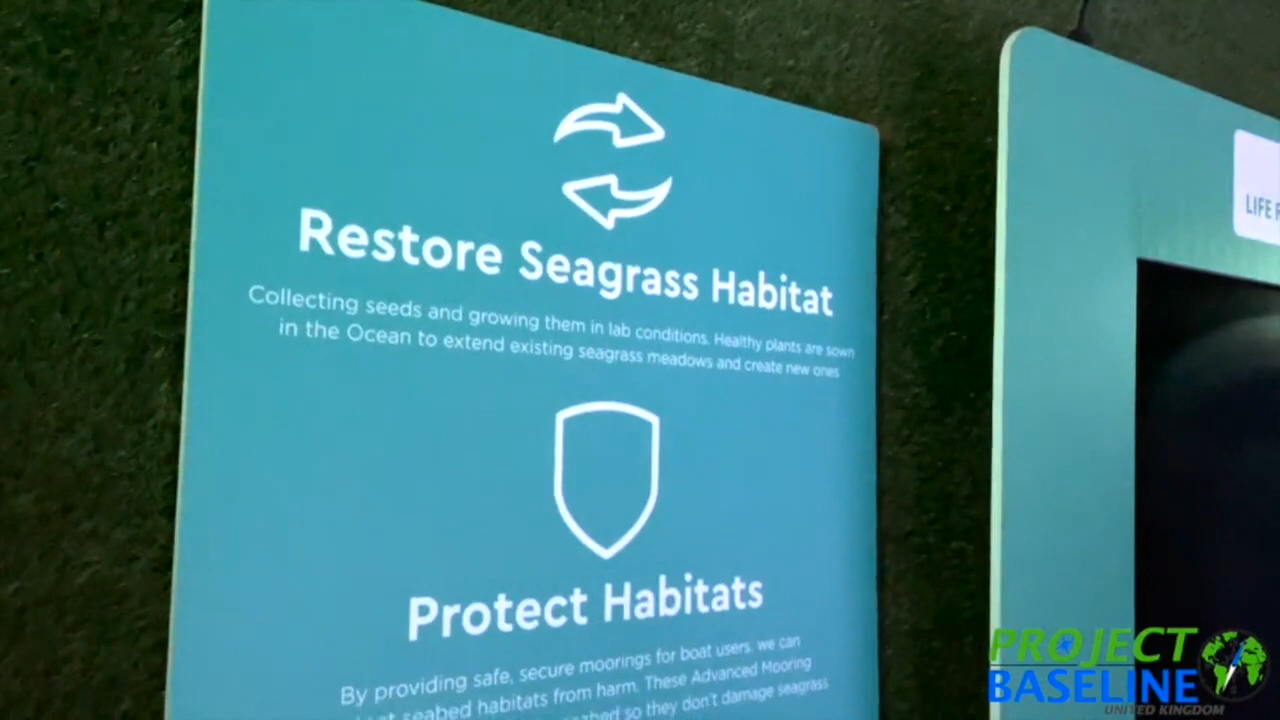 Restore Seagrass Habitat
Collecting seeds and growing them in lab conditions. Healthy plants are sown
in the Ocean to extend existing seagrass meadows and create new ones
Protect Habitats
By providing safe, secure moorings for boat users, we can
seabed habitats from harm. These Advanced Mooring
so they don't damage seagrass
LIFE
PROJECT
BASELINE
UNITED KINGDOM